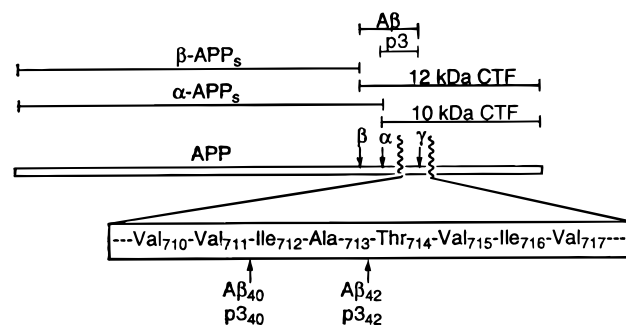 Aβ
p3
β-APPs
12 kDa CTF
α-APPs
10 kDa CTF
APP
β α γ
---Val710-Val711-Ile712-Ala-713-Thr714-Val715-Ile716-Val717---
Aβ40 Aβ42
p340 p342